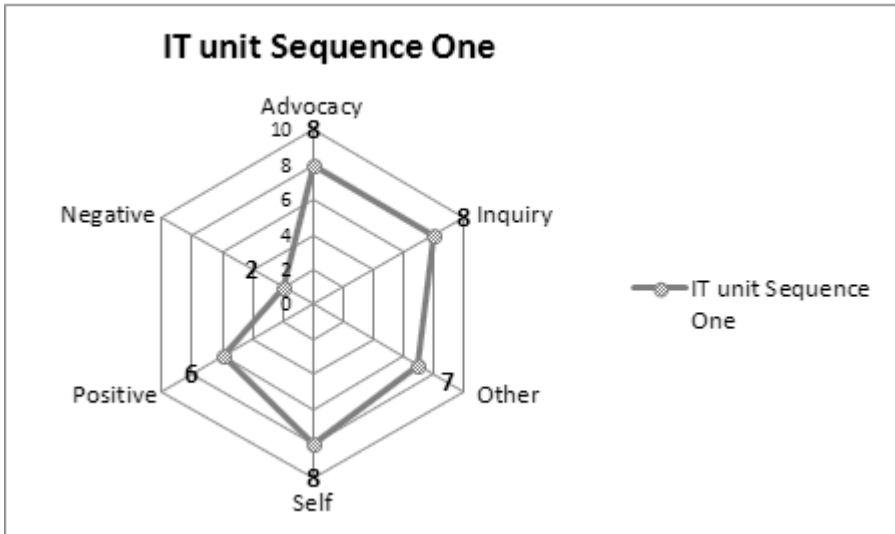 IT unit Sequence One
Advocacy
10
8
8
6
4
2
0
Negative
8
Inquiry
2
IT unit Sequence
One
6
Positive
7
Other
8
Self